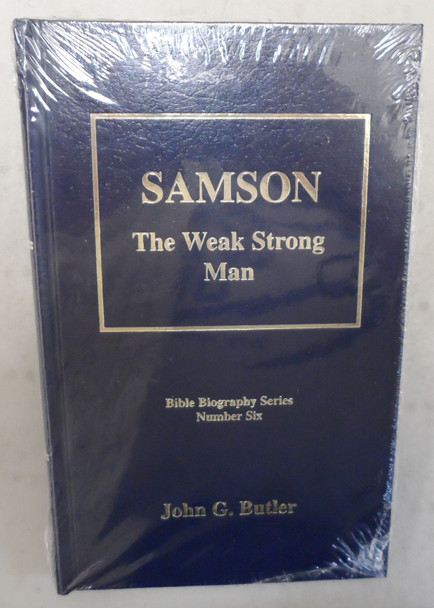 SAMSON
The Weak Strong
Man
Bible Biography Series
Number Six
John G. Butler